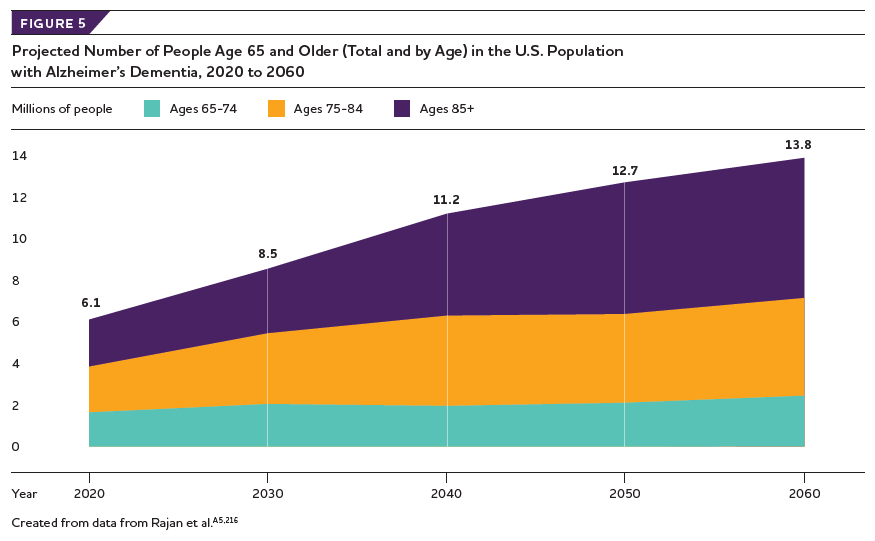 FIGURE 5
Projected Number of People Age 65 and Older (Total and by Age) in the U.S. Population
with Alzheimer’s Dementia, 2020 to 2060
Millions of people Ages 65-74 Ages 75-84 Ages 85+
14
12
10
8
6
4
2
0
6.1
8.5
11.2
12.7
13.8
Year 2020 2030 2040 2050 2060
Created from data from Rajan et al.A5,216